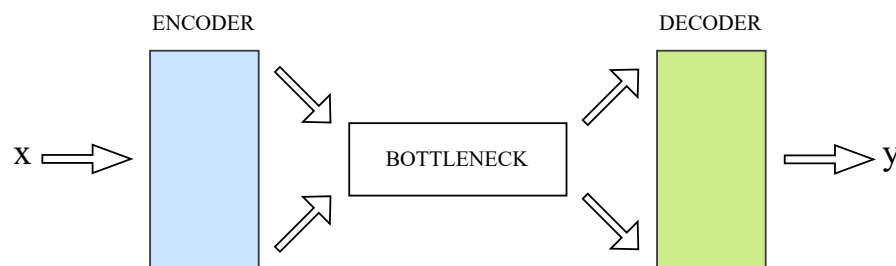 ENCODER
DECODER
x
BOTTLENECK
y